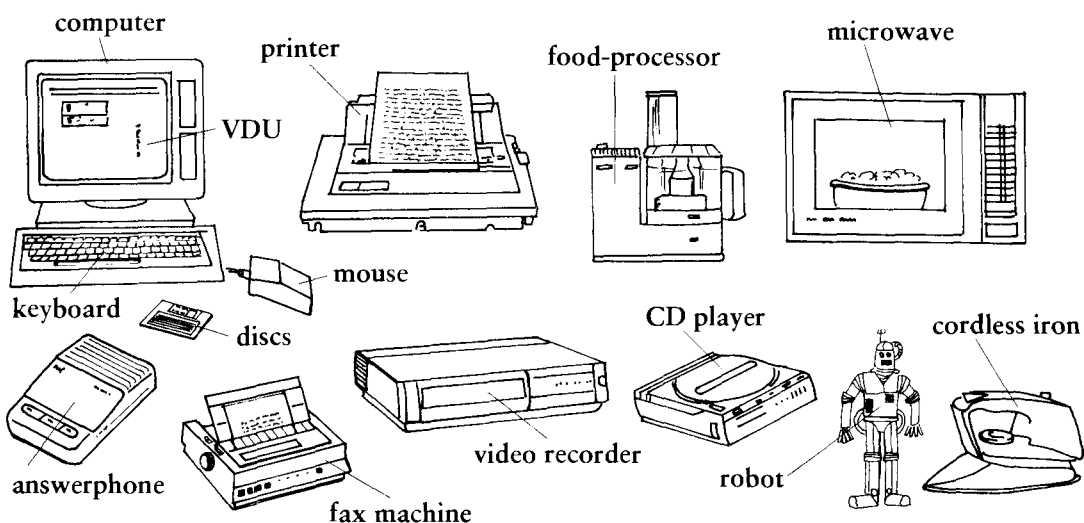 computer
printer
food-processor
microwave
VDU
keyboard
mouse
discs
CD player
cordless iron
answerphone
fax machine
video recorder
robot